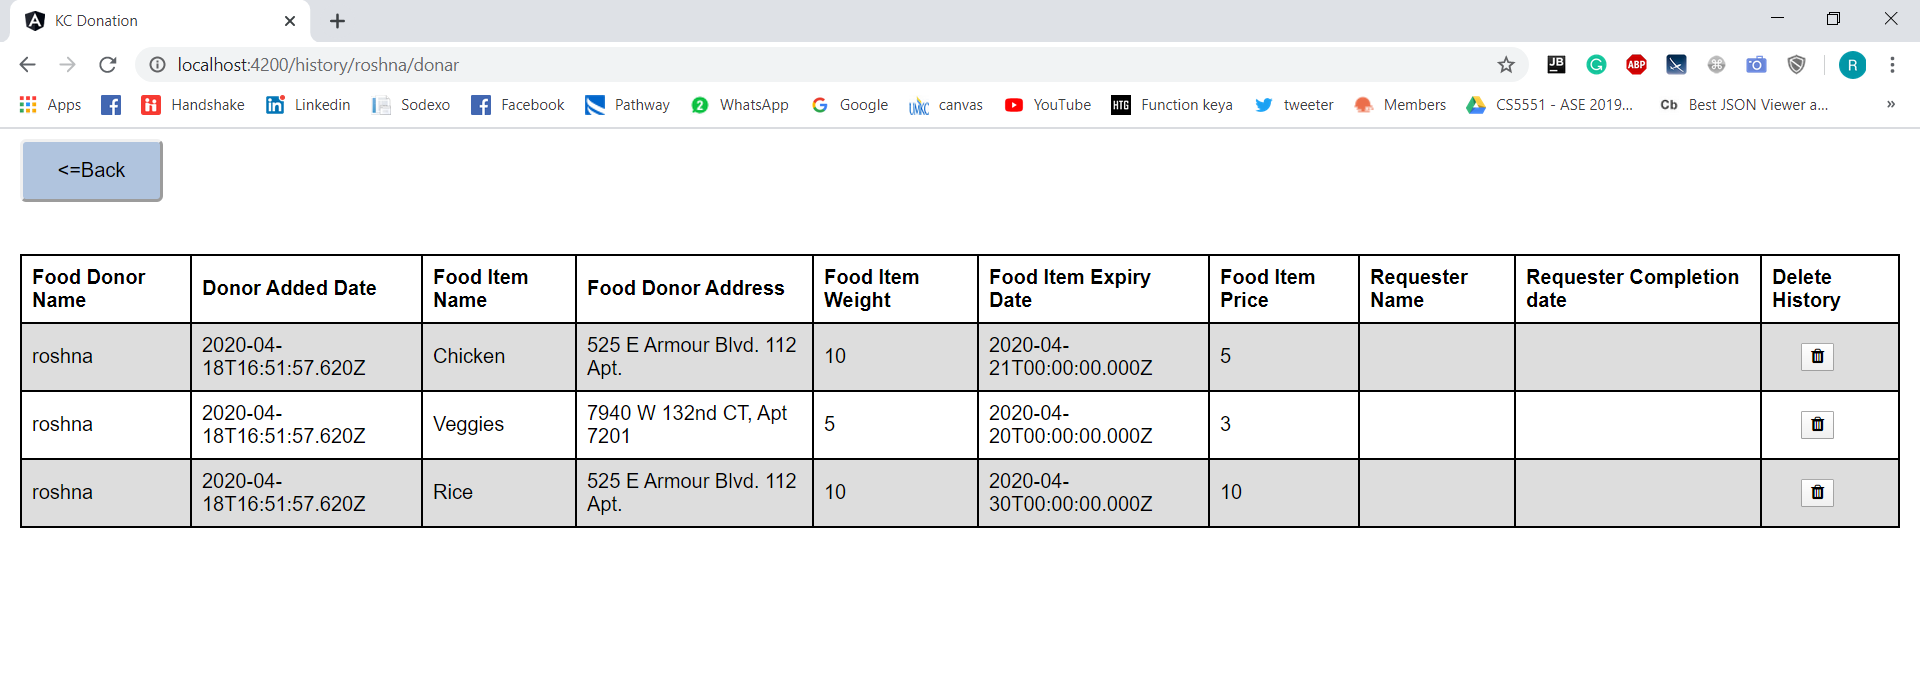 KC Donation
localhost:4200/history/roshna/donar
JB
G
ABP
R
Apps
Handshake
Linkedin
Sodexo
Facebook
Pathway
2
WhatsApp
Google
UMKC
canvas
YouTube
HTG
Function keya
tweeter
Members
CS5551 - ASE 2019...
Cb
Best JSON Viewer a...
»
<=Back
Food Donor Name
Donor Added Date
Food Item Name
Food Donor Address
Food Item Weight
Food Item Expiry Date
Food Item Price
Requester Name
Requester Completion date
Delete History
roshna
2020-04-
18T16:51:57.620Z
Chicken
525 E Armour Blvd. 112
Apt.
10
2020-04-
21T00:00:00.000Z
5
roshna
2020-04-
18T16:51:57.620Z
Veggies
7940 W 132nd CT, Apt
7201
5
2020-04-
20T00:00:00.000Z
3
roshna
2020-04-
18T16:51:57.620Z
Rice
525 E Armour Blvd. 112
Apt.
10
2020-04-
30T00:00:00.000Z
10